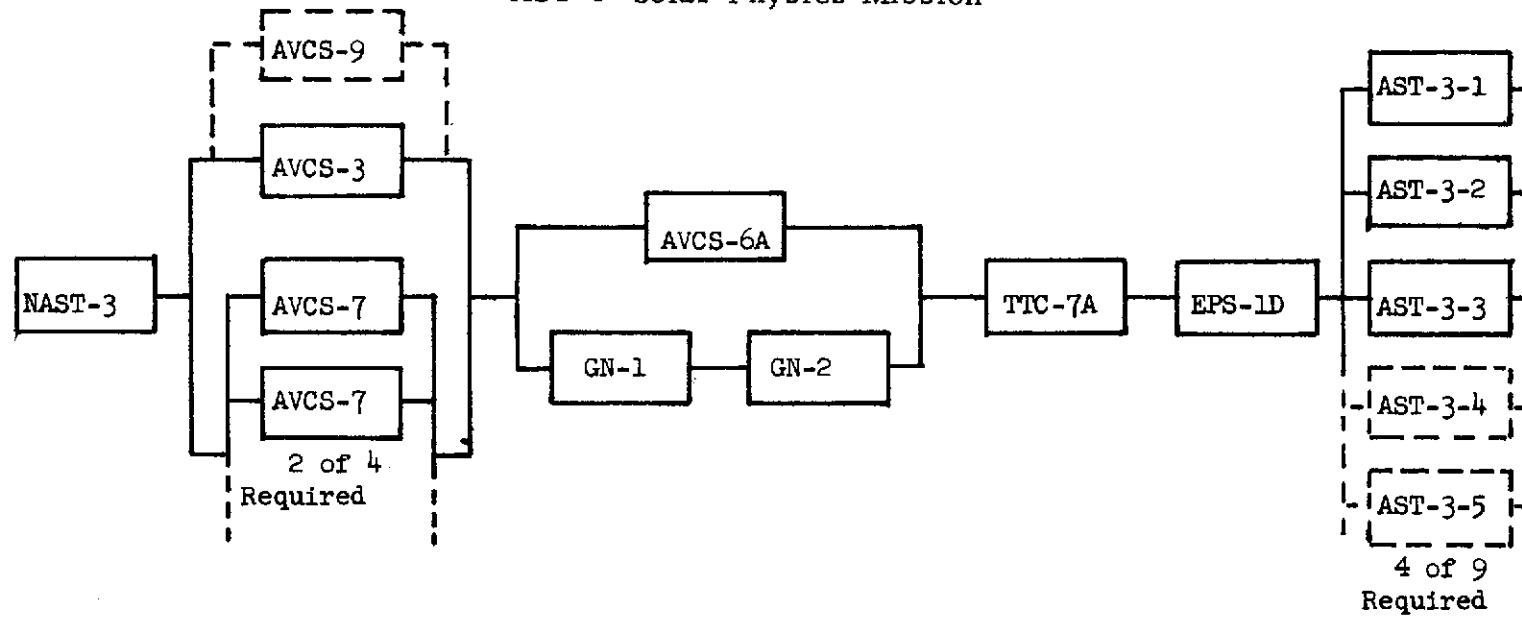 AVCS-9
AVCS-3
NAST-3
AVCS-7
AVCS-7
2 of 4
Required
AVCS-6A
GN-1
GN-2
TTC-7A
EPS-1D
AST-3-1
AST-3-2
AST-3-3
AST-3-4
AST-3-5
4 of 9
Required